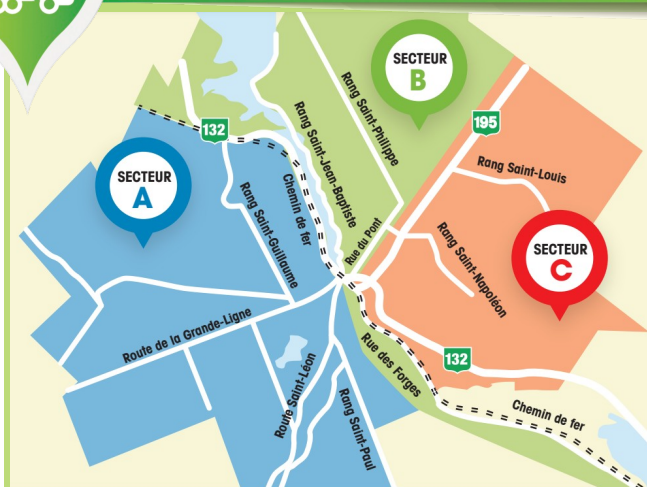 SECTEUR
B
132
195
Rang Saint-Philippe
Rang Saint-Jean-Baptiste
Rang Saint-Louis
SECTEUR
A
Chemin de fer
Rang Saint-Guillaume
Rue du Pont
Rang Saint-Napoléon
SECTEUR
C
Route de la Grande-Ligne
Rue des Forges
132
Route Saint-Léon
Rang Saint-Paul
Chemin de fer